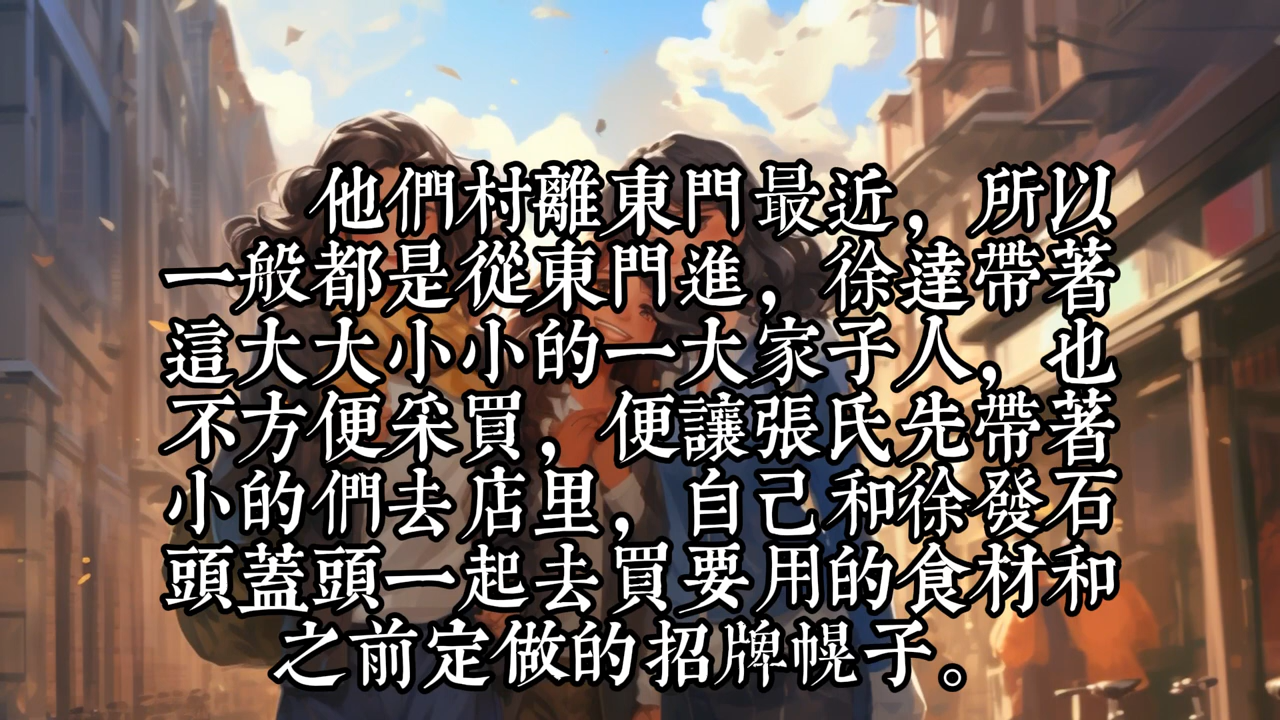 他們村離東門最近，所以
一般都是從東門進，徐達帶著
這大大小小的一大家子人，也
不方便采買，便讓張氏先帶著
小的們去店里，自己和徐發石
頭蓋頭一起去買要用的食材和
之前定做的招牌幌子。